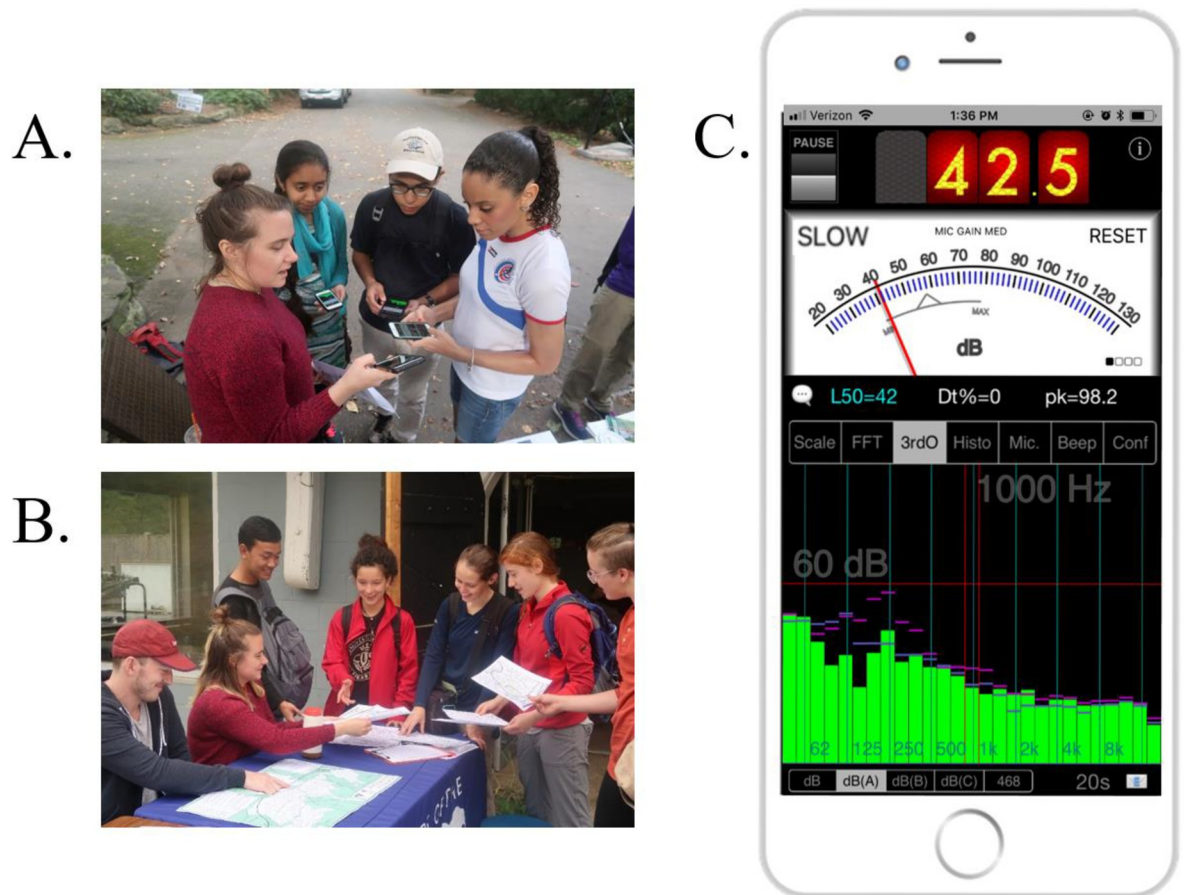 A.
B.
C.
Verizon 1:36 PM
PAUSE
42.5
i
SLOW MIC GAIN MED RESET
20 30 40 50 60 70 80 90 100 110 120 130
MAX
dB
L50=42 Dt%=0 pk=98.2
Scale FFT 3rdO Histo Mic. Beep Conf
1000 Hz
60 dB
62 125 250 500 1k 2k 4k 8k
dB dB(A) dB(B) dB(C) 468 20s